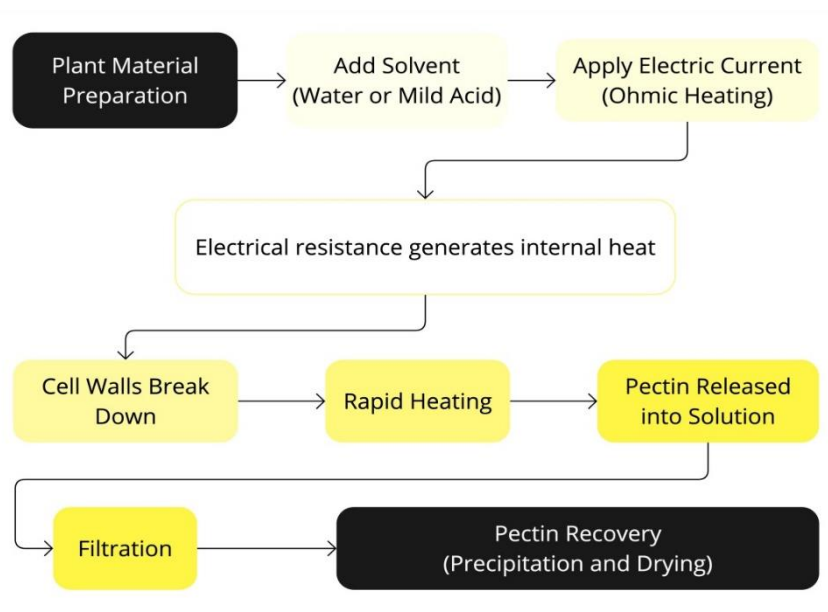 Plant Material
Preparation
Add Solvent
(Water or Mild Acid)
Apply Electric Current
(Ohmic Heating)
Electrical resistance generates internal heat
Cell Walls Break
Down
Rapid Heating
Pectin Released
into Solution
Filtration
Pectin Recovery
(Precipitation and Drying)